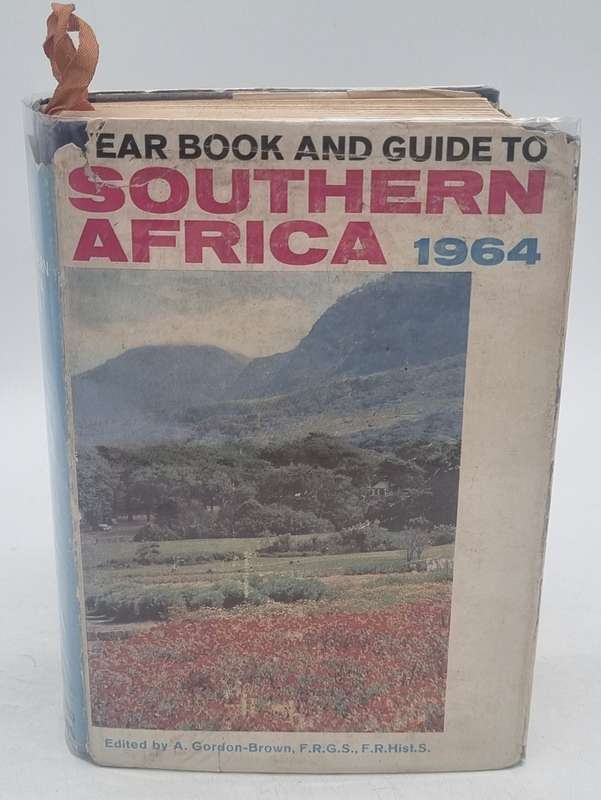 YEAR BOOK AND GUIDE TO
SOUTHERN
AFRICA 1964
Edited by A. Gordon-Brown, F.R.G.S., F.R.Hist.S.